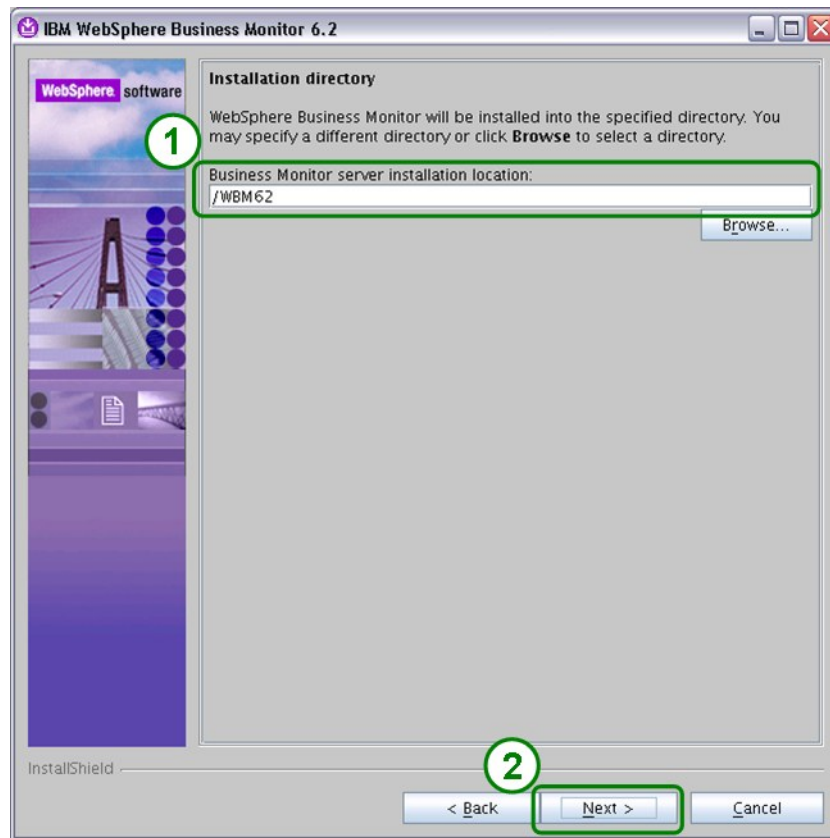 IBM WebSphere Business Monitor 6.2
WebSphere software
Installation directory
WebSphere Business Monitor will be installed into the specified directory. You
may specify a different directory or click Browse to select a directory.
1
Business Monitor server installation location:
/WBM62
Browse...
InstallShield
2
< Back Next > Cancel